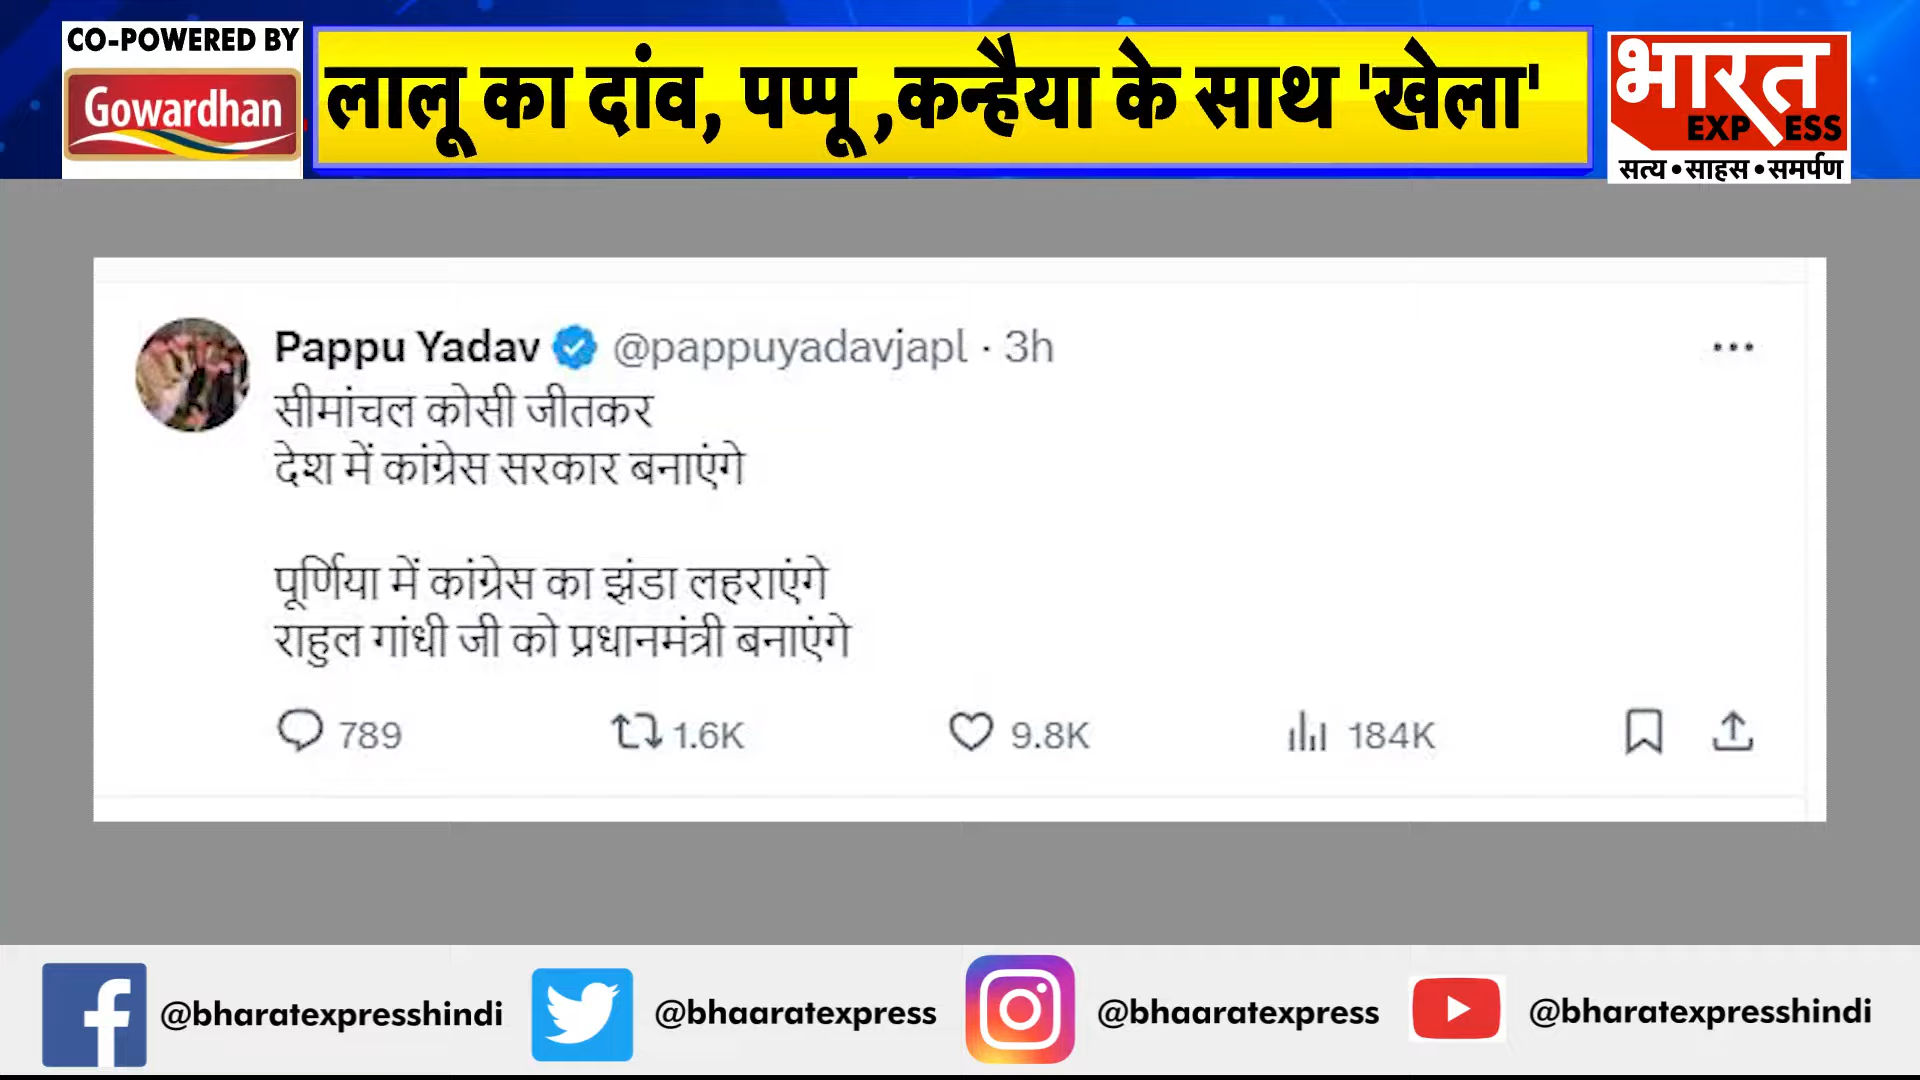 CO-POWERED BY
Gowardhan
लालू का दांव, पप्पू ,कन्हैया के साथ 'खेला'
भारत
EXPRESS
सत्य • साहस • समर्पण
Pappu Yadav @pappuyadavjapl · 3h
सीमांचल कोसी जीतकर
देश में कांग्रेस सरकार बनाएंगे
पूर्णिया में कांग्रेस का झंडा लहराएंगे
राहुल गांधी जी को प्रधानमंत्री बनाएंगे
789 1.6K 9.8K 184K
@bharatexpresshindi @bhaaratexpress @bhaaratexpress @bharatexpresshindi